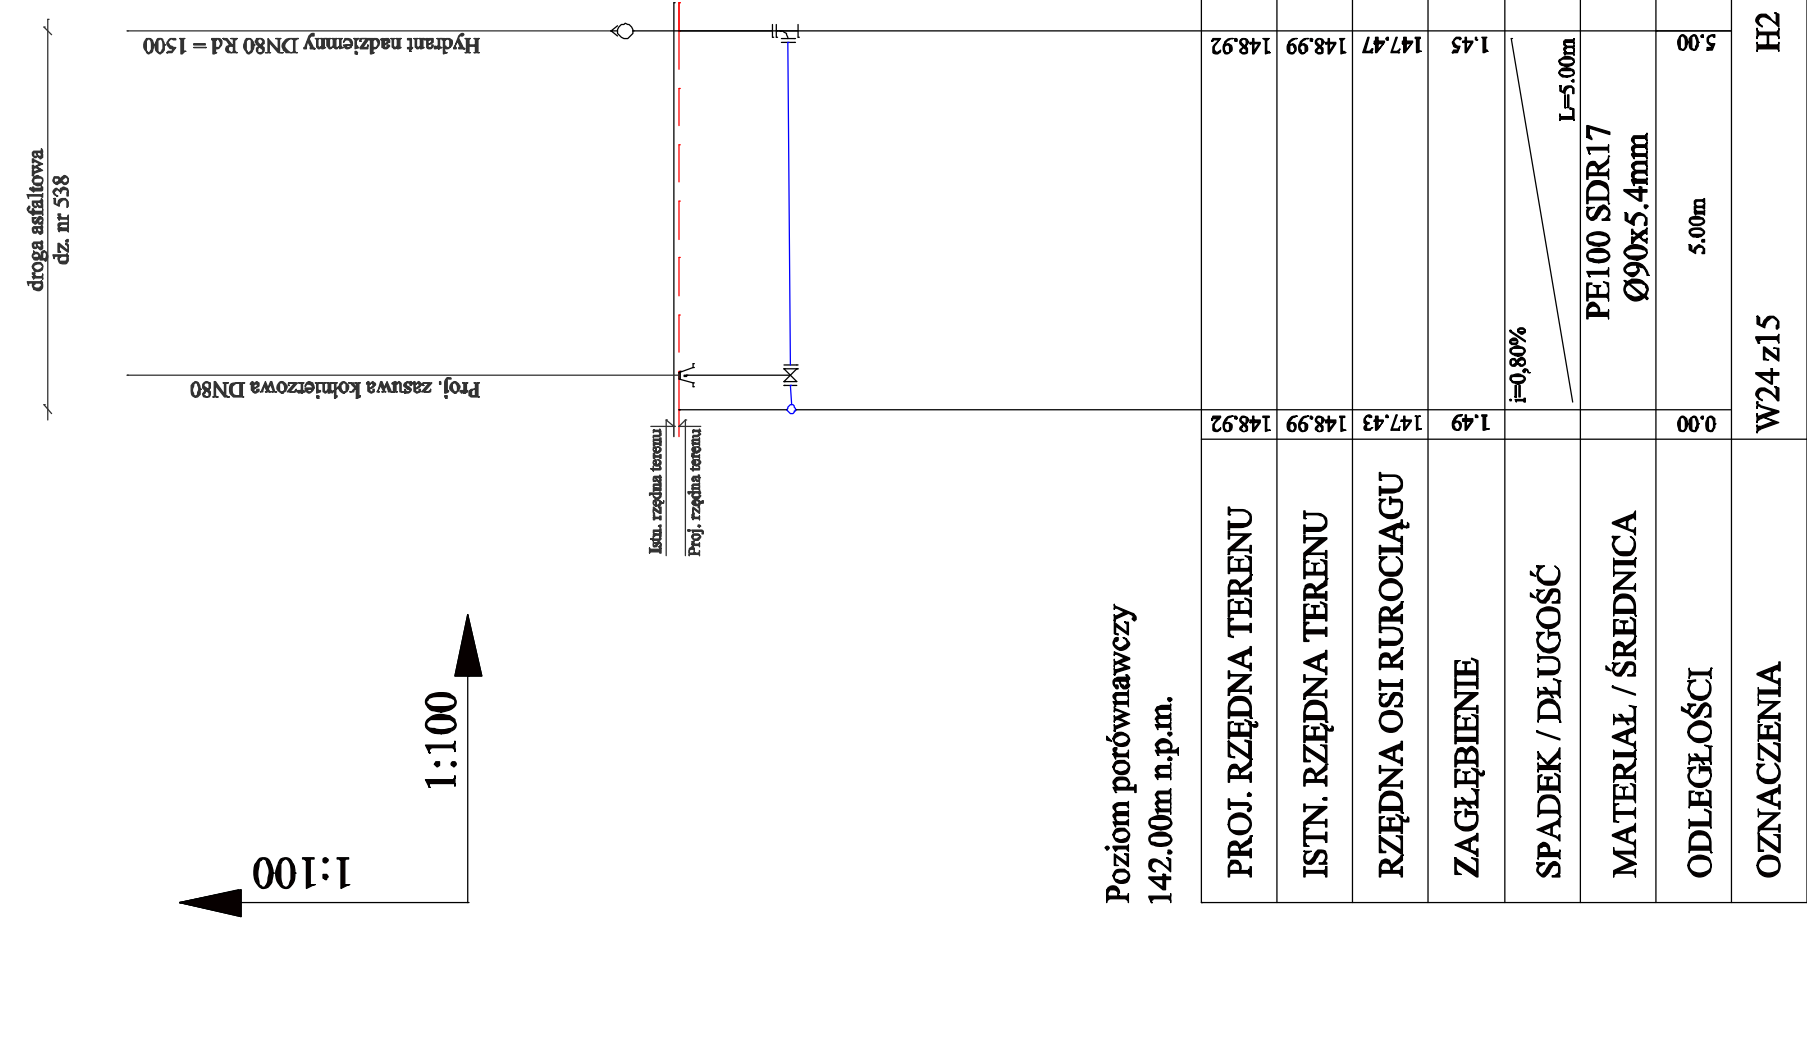 droga asfaltowa
dz. nr 538
Hydrant nadziemny DN80 Rd = 1500
Proj. zasuwa kołnierzowa DN80
Istn. rzędna terenu
Proj. rzędna terenu
1:100
1:100
Poziom porównawczy
142.00m n.p.m.
PROJ. RZĘDNA TERENU 148.92 148.92
ISTN. RZĘDNA TERENU 148.99 148.99
RZĘDNA OSI RUROCIĄGU 147.43 147.47
ZAGŁĘBIENIE 1.49 1.45
SPADEK / DŁUGOŚĆ i=0,80% L=5.00m
MATERIAŁ / ŚREDNICA PE100 SDR17
Ø90x5.4mm
ODLEGŁOŚCI 0.00 5.00m 5.00
OZNACZENIA W24 z15 H2